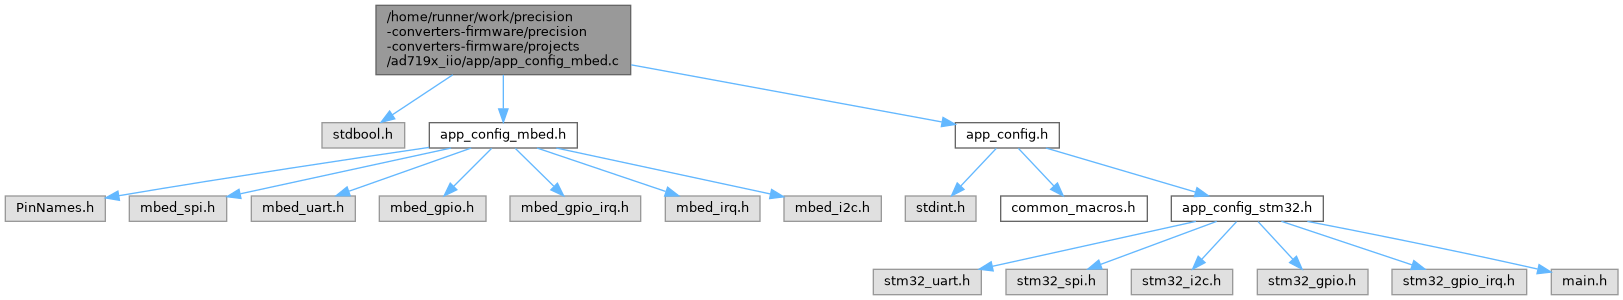 /home/runner/work/precision
-converters-firmware/precision
-converters-firmware/projects
/ad719x_iio/app/app_config_mbed.c
stdbool.h
app_config_mbed.h
app_config.h
PinNames.h
mbed_spi.h
mbed_uart.h
mbed_gpio.h
mbed_gpio_irq.h
mbed_irq.h
mbed_i2c.h
stdint.h
common_macros.h
app_config_stm32.h
stm32_uart.h
stm32_spi.h
stm32_i2c.h
stm32_gpio.h
stm32_gpio_irq.h
main.h